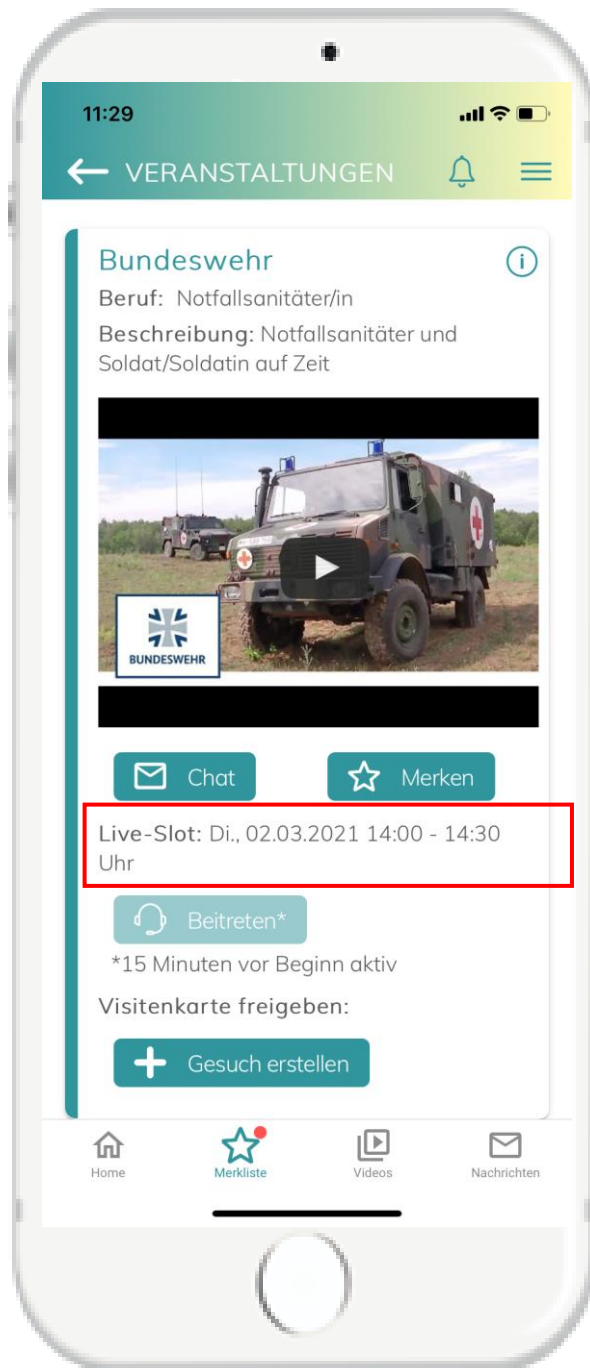 11:29
VERANSTALTUNGEN
Bundeswehr
Beruf: Notfallsanitäter/in
Beschreibung: Notfallsanitäter und
Soldat/Soldatin auf Zeit
BUNDESWEHR
Chat
Merken
Live-Slot: Di., 02.03.2021 14:00 - 14:30
Uhr
Beitreten*
*15 Minuten vor Beginn aktiv
Visitenkarte freigeben:
Gesuch erstellen
Home
Merkliste
Videos
Nachrichten